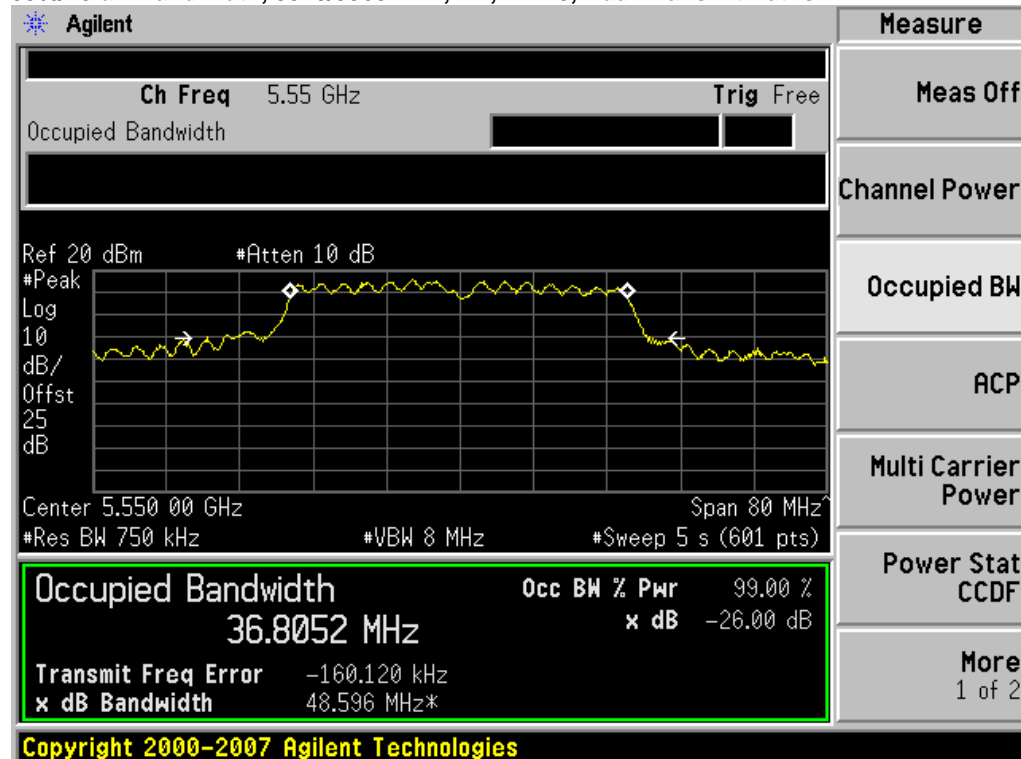 Agilent
Measure
Ch Freq 5.55 GHz Trig Free
Occupied Bandwidth
Meas Off
Channel Power
Occupied BW
ACP
Multi Carrier
Power
Power Stat
CCDF
More
1 of 2
Ref 20 dBm #Atten 10 dB
#Peak
Log
10
dB/
Offst
25
dB
Center 5.550 00 GHz Span 80 MHz^
#Res BW 750 kHz #VBW 8 MHz #Sweep 5 s (601 pts)
Occupied Bandwidth Occ BW % Pwr 99.00 %
36.8052 MHz x dB -26.00 dB
Transmit Freq Error -160.120 kHz
x dB Bandwidth 48.596 MHz*
Copyright 2000-2007 Agilent Technologies